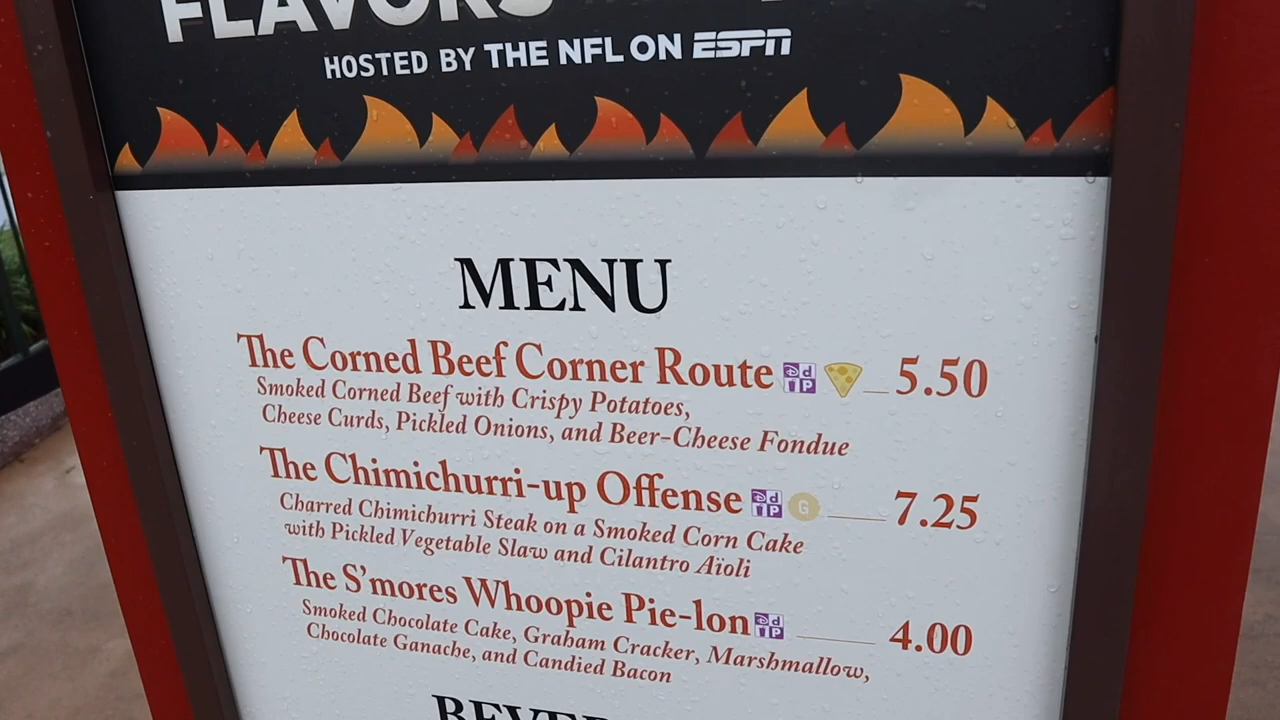 FLAVORS
HOSTED BY THE NFL ON ESPN
MENU
The Corned Beef Corner Route 5.50
Smoked Corned Beef with Crispy Potatoes,
Cheese Curds, Pickled Onions, and Beer-Cheese Fondue
The Chimichurri-up Offense G 7.25
Charred Chimichurri Steak on a Smoked Corn Cake
with Pickled Vegetable Slaw and Cilantro Aïoli
The S'mores Whoopie Pie-lon 4.00
Smoked Chocolate Cake, Graham Cracker, Marshmallow,
Chocolate Ganache, and Candied Bacon